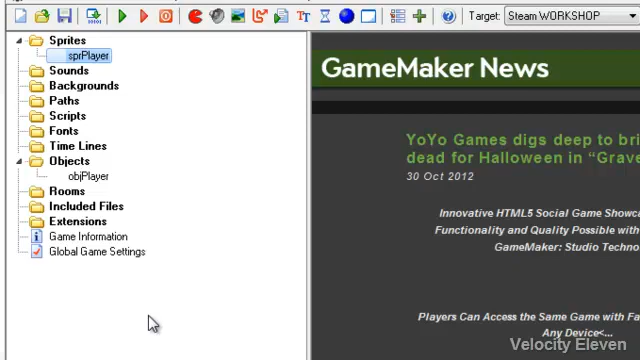 Target: Steam WORKSHOP
Sprites
sprPlayer
Sounds
Backgrounds
Paths
Scripts
Fonts
Time Lines
Objects
objPlayer
Rooms
Included Files
Extensions
Game Information
Global Game Settings
GameMaker News
YoYo Games digs deep to bri
dead for Halloween in “Grave
30 Oct 2012
Innovative HTML5 Social Game Showca
Functionality and Quality Possible with
GameMaker: Studio Techno
Players Can Access the Same Game with Fa
Any Device<...
Velocity Eleven